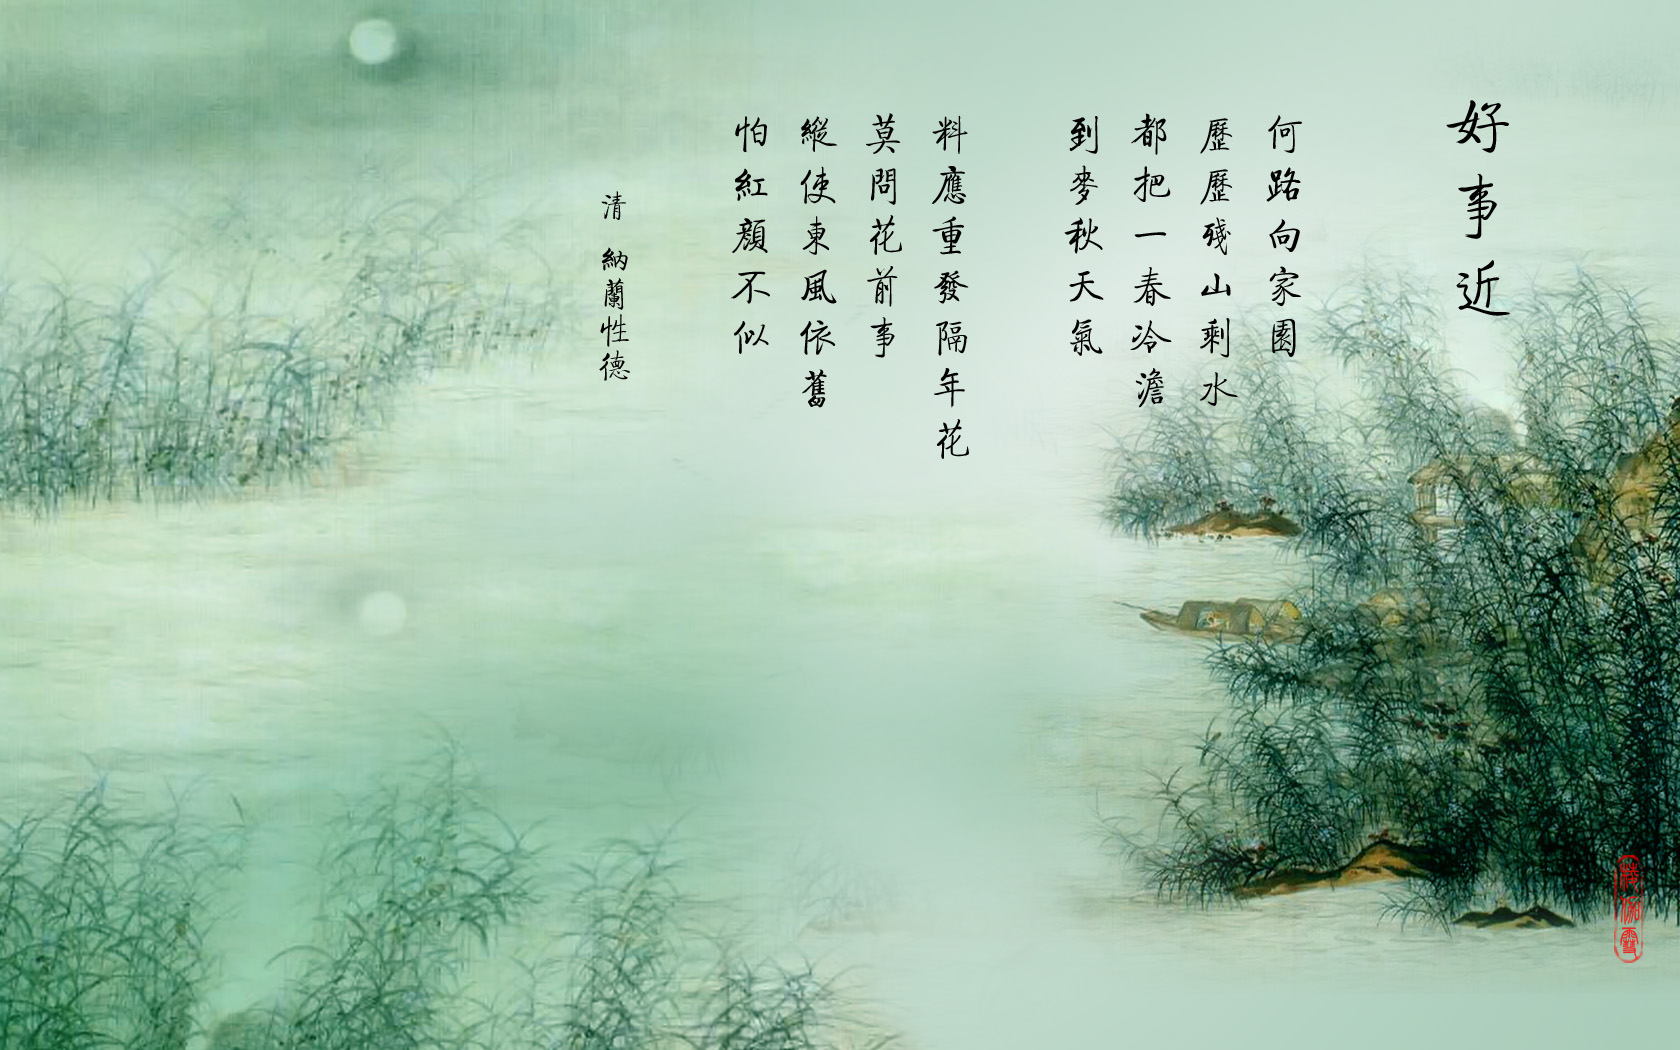 好事近
何路向家園
歷歷殘山剩水
都把一春冷澹
到麥秋天氣
料應重發隔年花
莫問花前事
縱使東風依舊
怕紅顏不似
清 納蘭性德